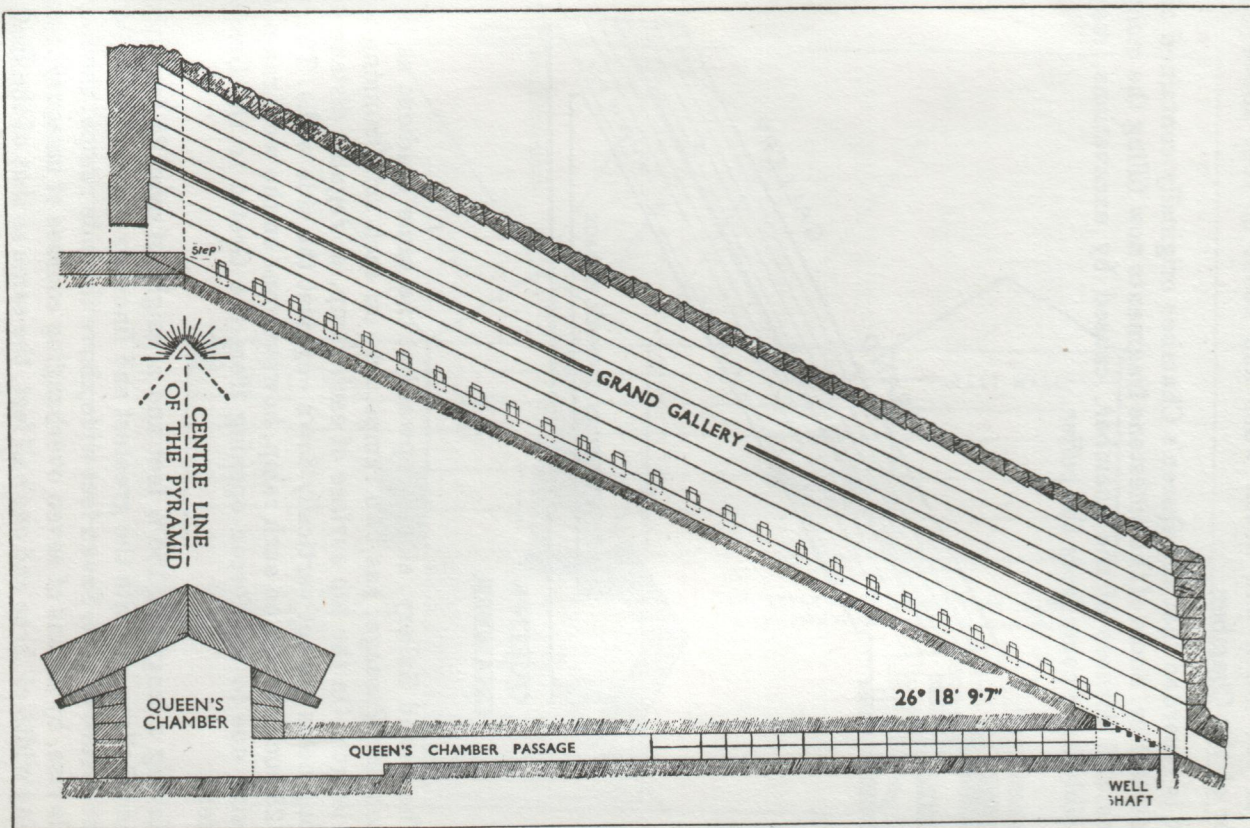 Step
GRAND GALLERY
CENTRE LINE
OF THE PYRAMID
QUEEN'S
CHAMBER
26° 18' 9·7"
QUEEN'S CHAMBER PASSAGE
WELL
SHAFT